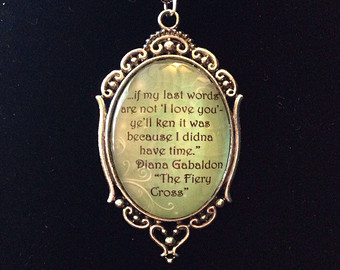 ...if my last words
are not 'I love you'-
ye'll ken it was
because I didna
have time."
Diana Gabaldon
"The Fiery
Cross"